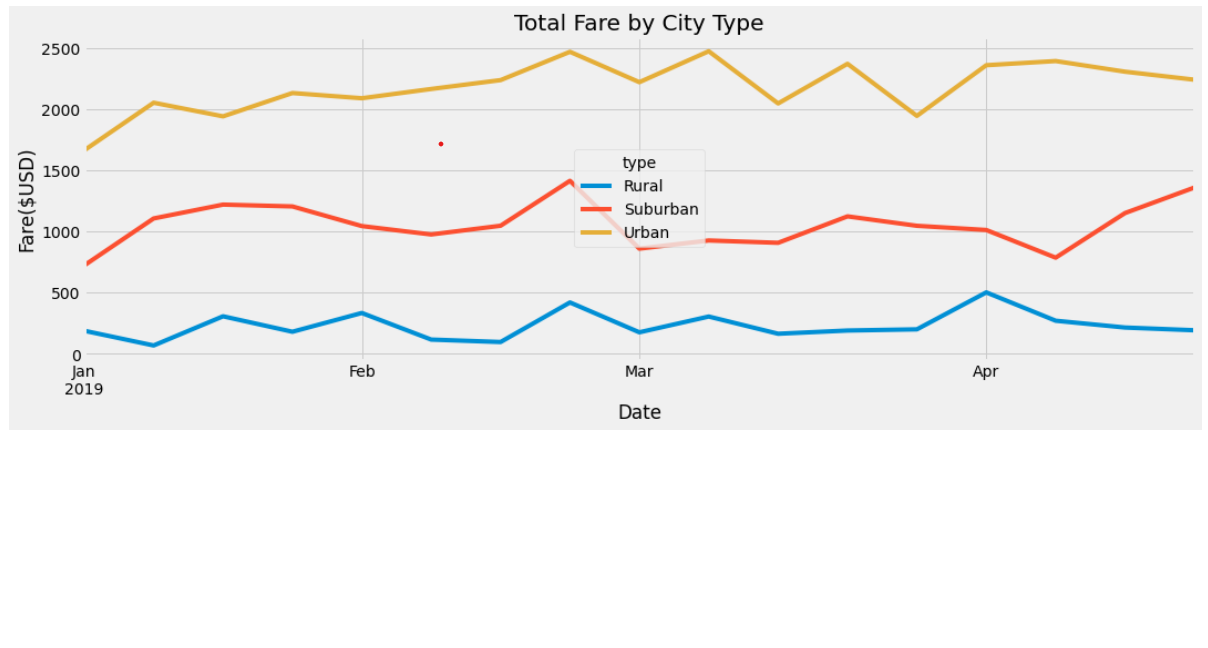 Total Fare by City Type
Fare($USD)
2500
2000
1500
1000
500
0
type
Rural
Suburban
Urban
Jan
2019
Feb
Mar
Apr
Date